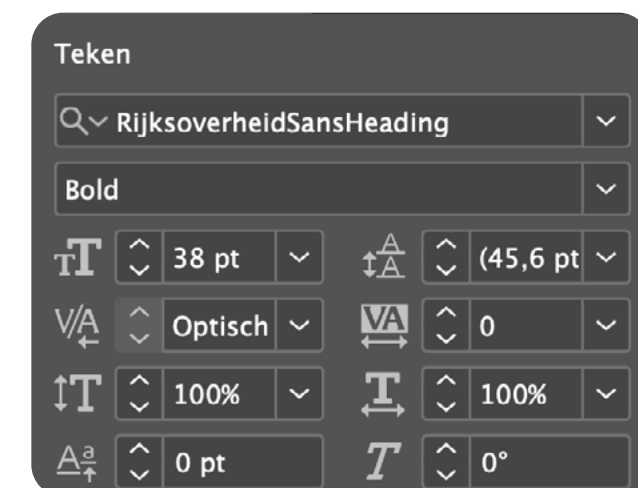 Teken
RijksoverheidSansHeading
Bold
38 pt (45,6 pt
Optisch 0
100% 100%
0 pt 0°